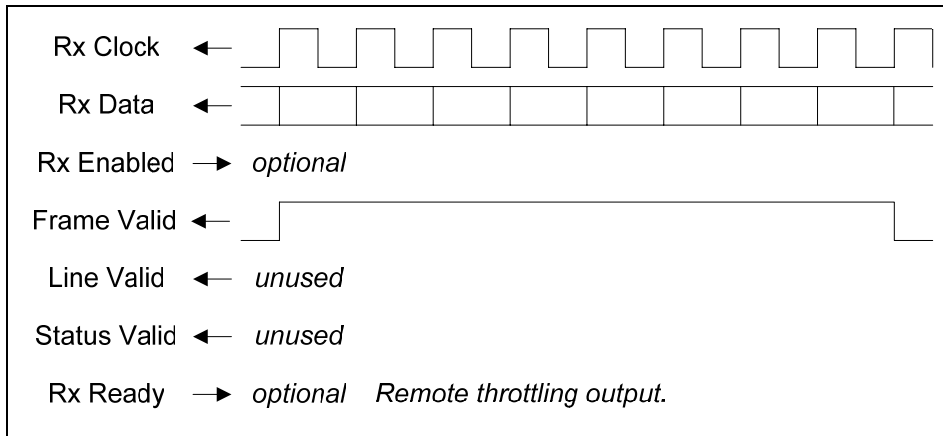 Rx Clock
Rx Data
Rx Enabled optional
Frame Valid
Line Valid unused
Status Valid unused
Rx Ready optional Remote throttling output.